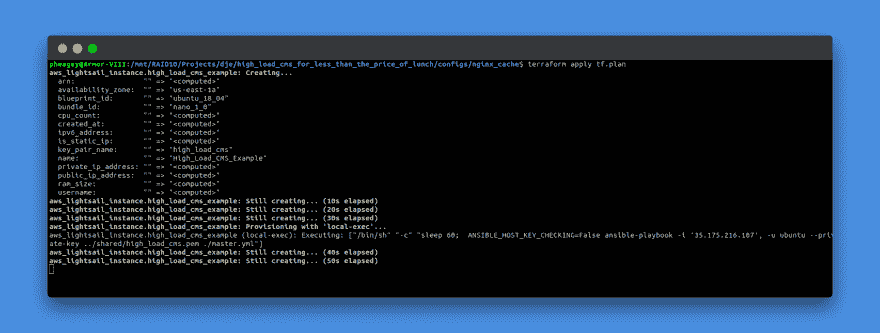 pheagey@Armor-VIII:/mnt/RAID10/Projects/dje/high_load_cms_for_less_than_the_price_of_lunch/configs/nginx_cache$ terraform apply tf.plan
aws_lightsail_instance.high_load_cms_example: Creating...
arn: "" => "<computed>"
availability_zone: "" => "us-east-1a"
blueprint_id: "" => "ubuntu_18_04"
bundle_id: "" => "nano_1_0"
cpu_count: "" => "<computed>"
created_at: "" => "<computed>"
ipv6_address: "" => "<computed>"
is_static_ip: "" => "<computed>"
key_pair_name: "" => "high_load_cms"
name: "" => "High_Load_CMS_Example"
private_ip_address: "" => "<computed>"
public_ip_address: "" => "<computed>"
ram_size: "" => "<computed>"
username: "" => "<computed>"
aws_lightsail_instance.high_load_cms_example: Still creating... (10s elapsed)
aws_lightsail_instance.high_load_cms_example: Still creating... (20s elapsed)
aws_lightsail_instance.high_load_cms_example: Still creating... (30s elapsed)
aws_lightsail_instance.high_load_cms_example: Provisioning with 'local-exec'...
aws_lightsail_instance.high_load_cms_example (local-exec): Executing: ["/bin/sh" "-c" "sleep 60; ANSIBLE_HOST_KEY_CHECKING=False ansible-playbook -i '35.175.216.187', -u ubuntu --priv
ate-key ../shared/high_load_cms.pem ./master.yml"]
aws_lightsail_instance.high_load_cms_example: Still creating... (40s elapsed)
aws_lightsail_instance.high_load_cms_example: Still creating... (50s elapsed)